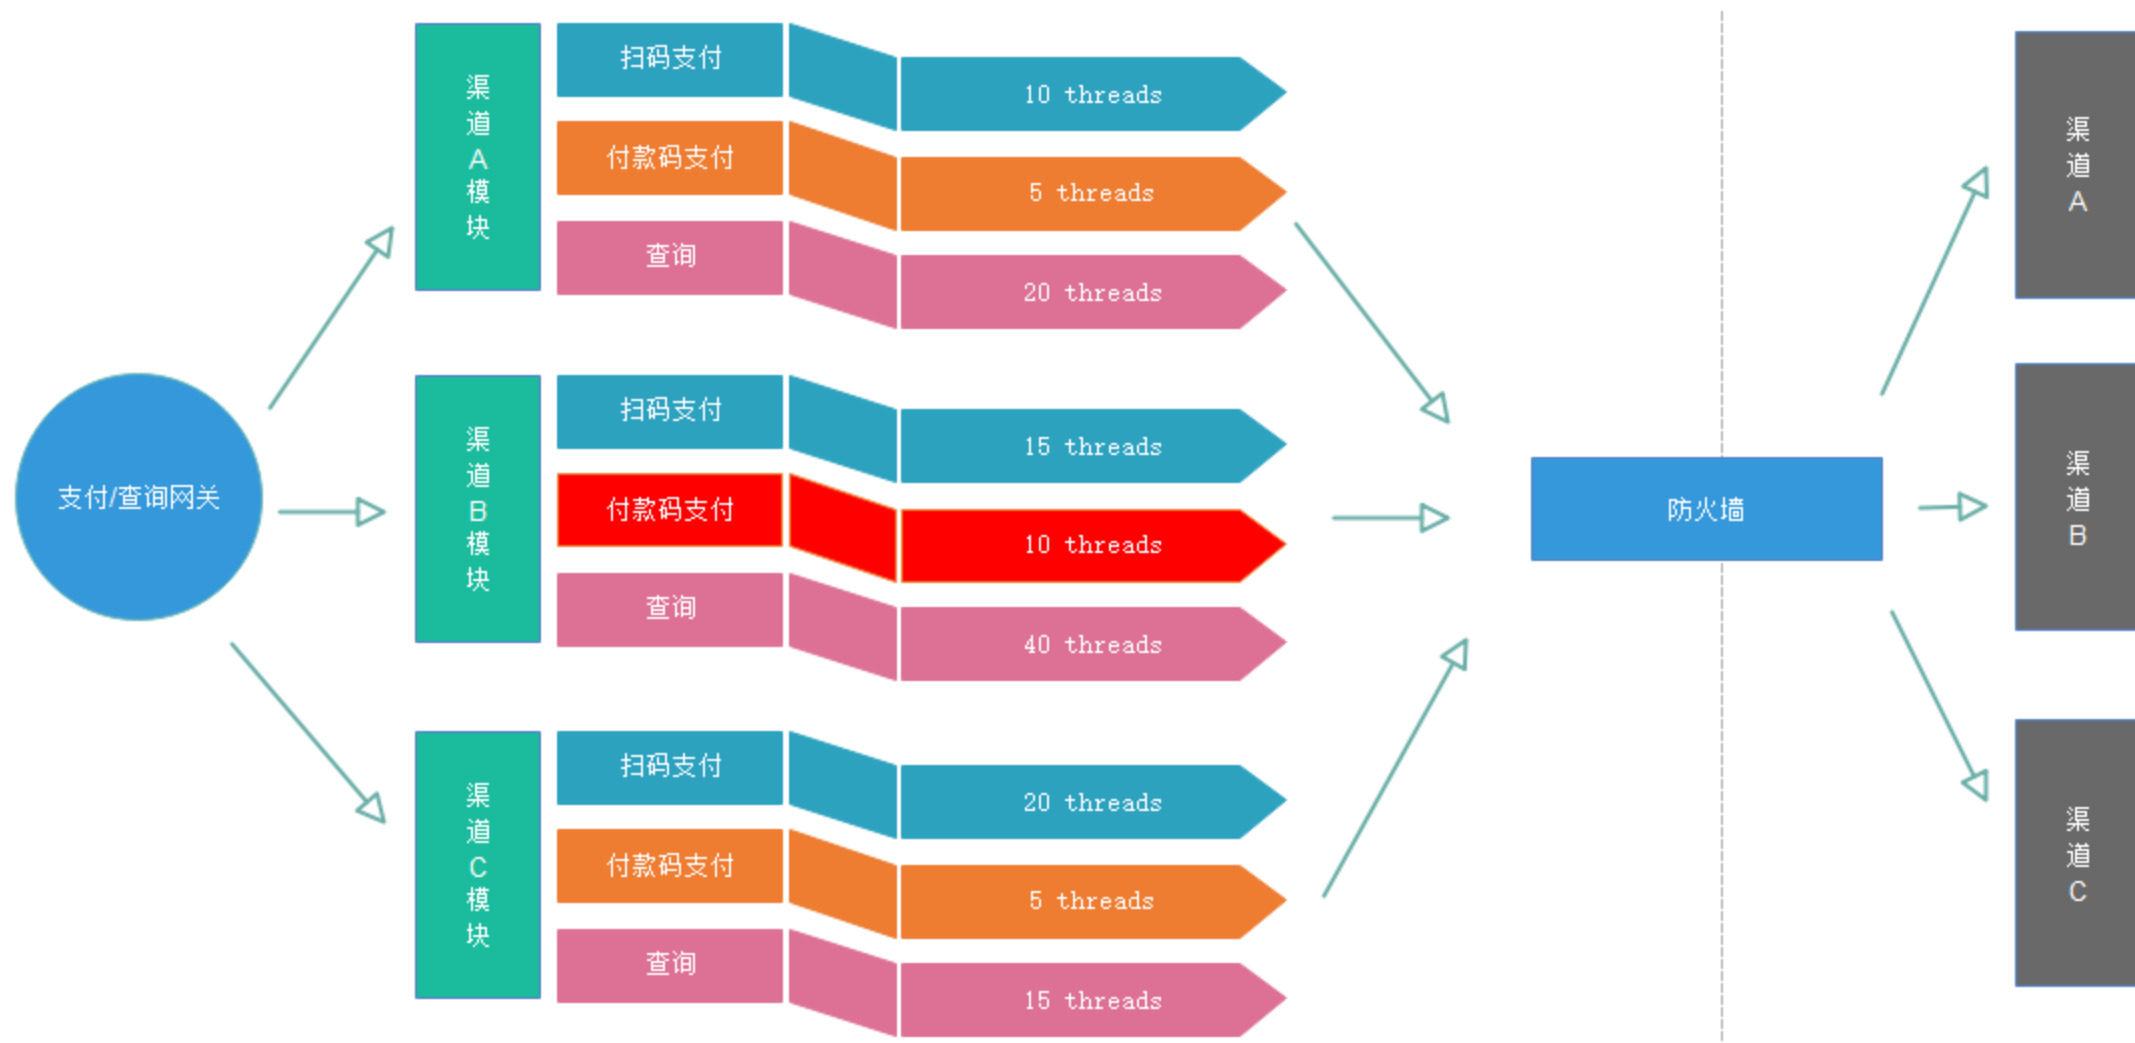 支付/查询网关
渠道A模块
扫码支付
10 threads
付款码支付
5 threads
查询
20 threads
渠道B模块
扫码支付
15 threads
付款码支付
10 threads
查询
40 threads
渠道C模块
扫码支付
20 threads
付款码支付
5 threads
查询
15 threads
防火墙
渠道A
渠道B
渠道C